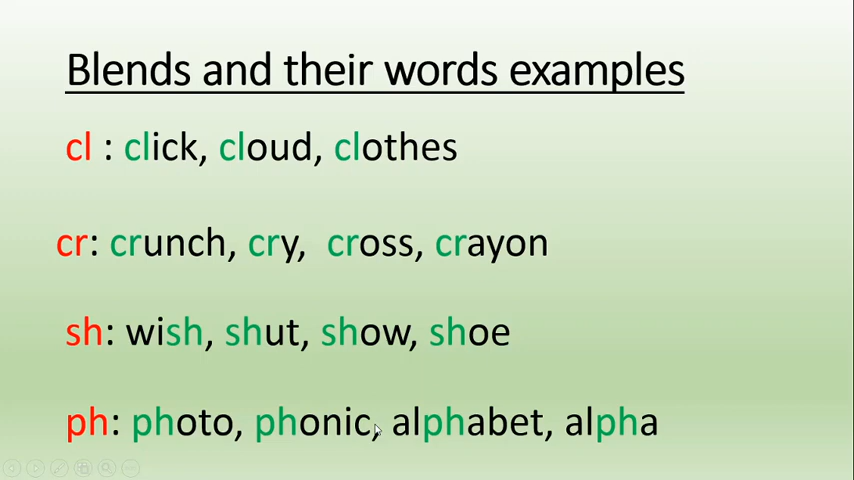 Blends and their words examples
cl : click, cloud, clothes
cr: crunch, cry, cross, crayon
sh: wish, shut, show, shoe
ph: photo, phonic, alphabet, alpha